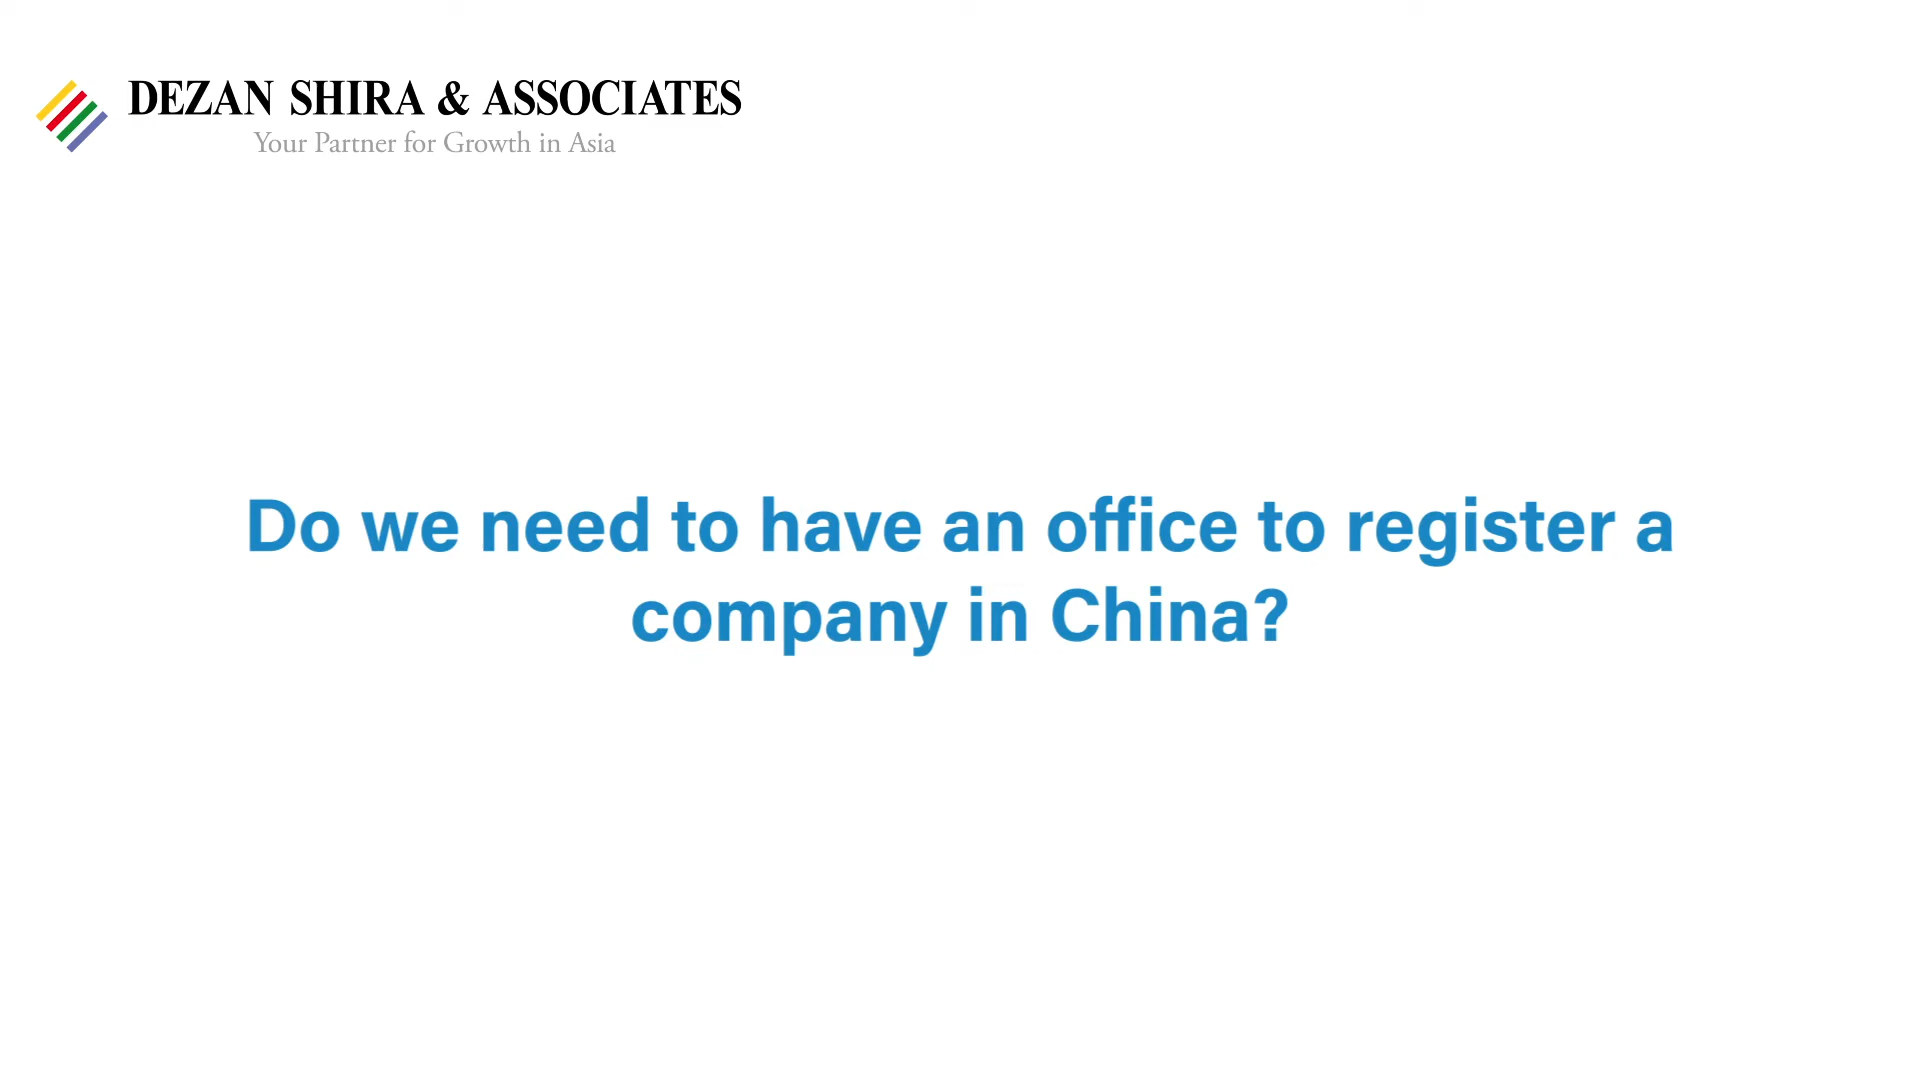 DEZAN SHIRA & ASSOCIATES
Your Partner for Growth in Asia
Do we need to have an office to register a
company in China?